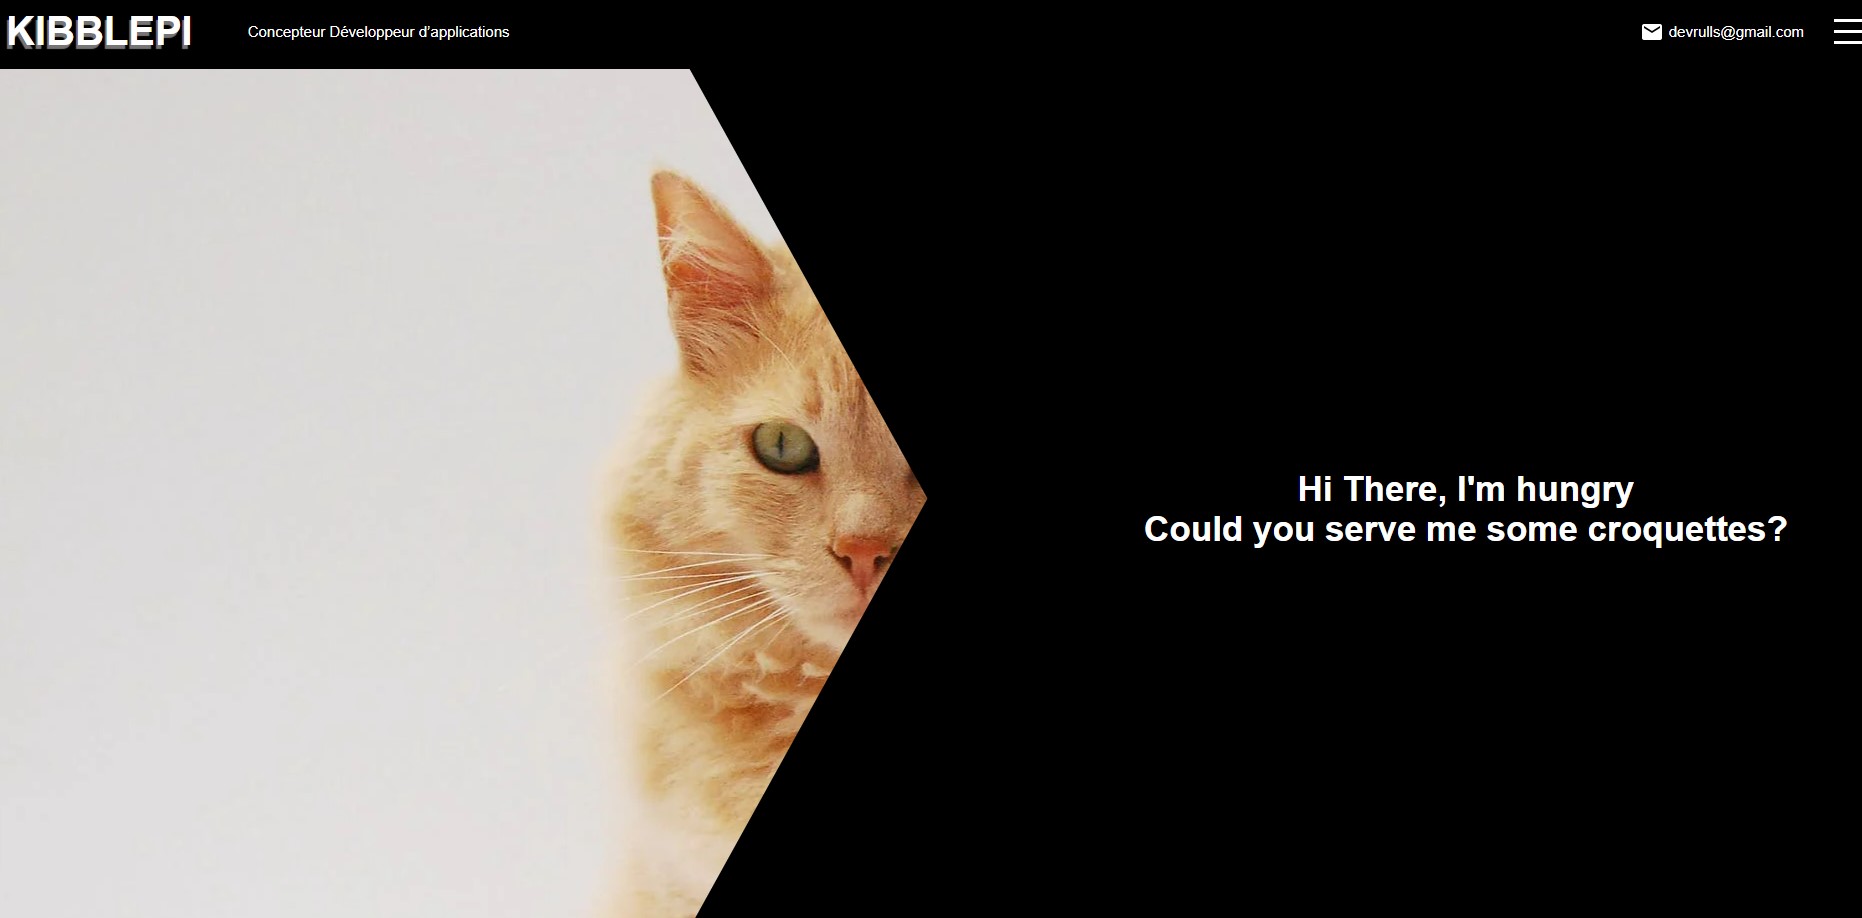 KIBBLEPI
Concepteur Développeur d'applications
devrulls@gmail.com
Hi There, I'm hungry
Could you serve me some croquettes?